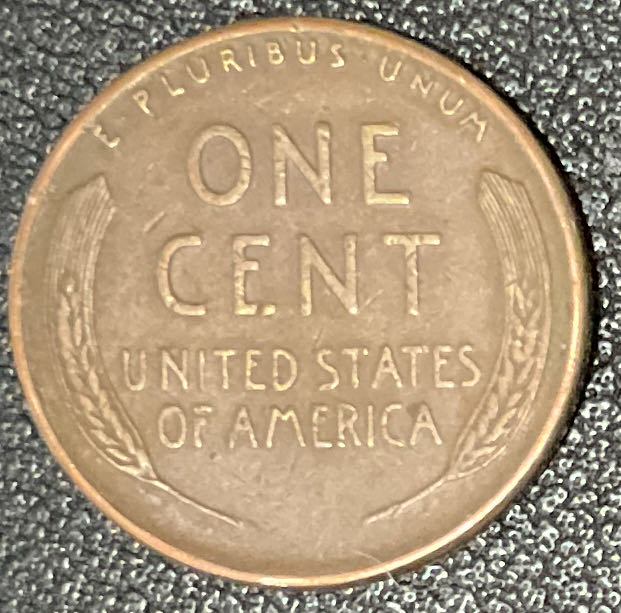 E·PLURIBUS·UNUM
ONE
CENT
UNITED STATES
OF AMERICA